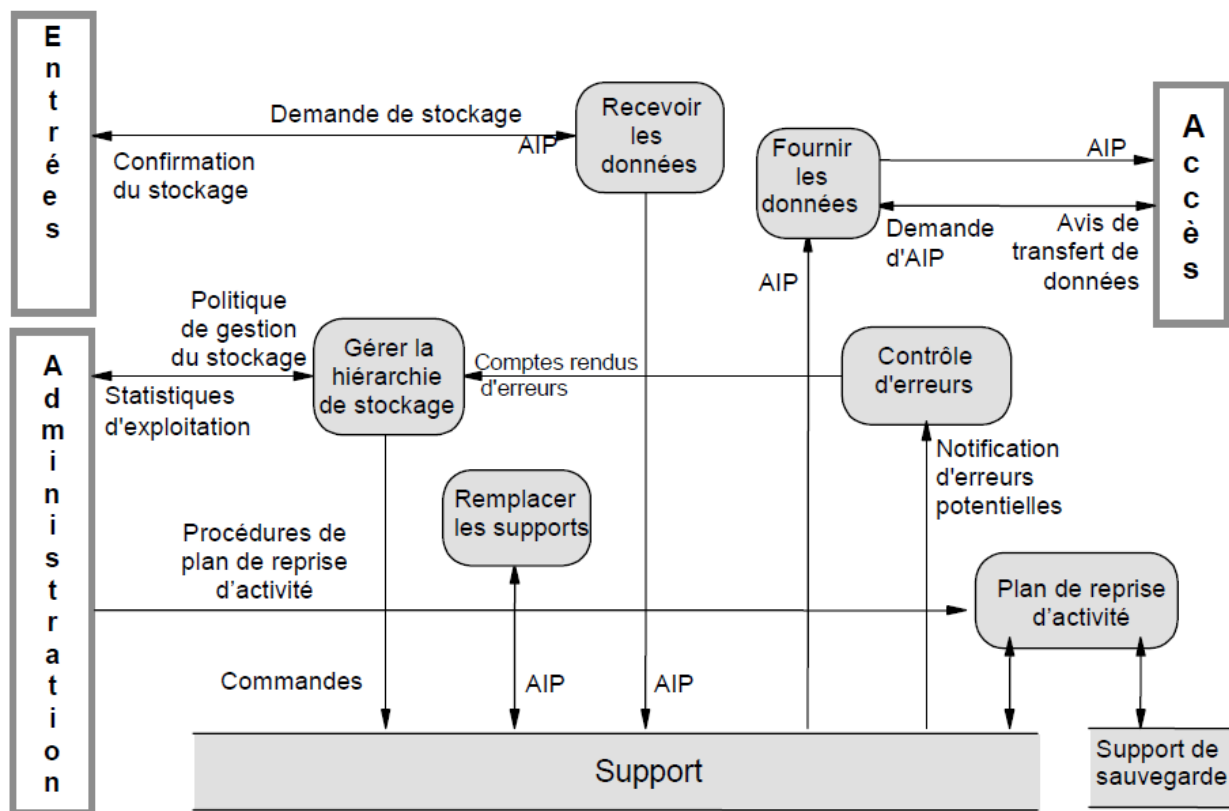 Entrées
Demande de stockage
AIP
Confirmation
du stockage
Recevoir
les
données
Fournir
les
données
AIP
Demande
d'AIP
Avis de
transfert de
données
Accès
AIP
Administration
Politique
de gestion
du stockage
Statistiques
d'exploitation
Gérer la
hiérarchie
de stockage
Comptes rendus
d'erreurs
Contrôle
d'erreurs
Notification
d'erreurs
potentielles
Remplacer
les supports
Procédures de
plan de reprise
d’activité
Plan de reprise
d’activité
Commandes
AIP
AIP
Support
Support de
sauvegarde